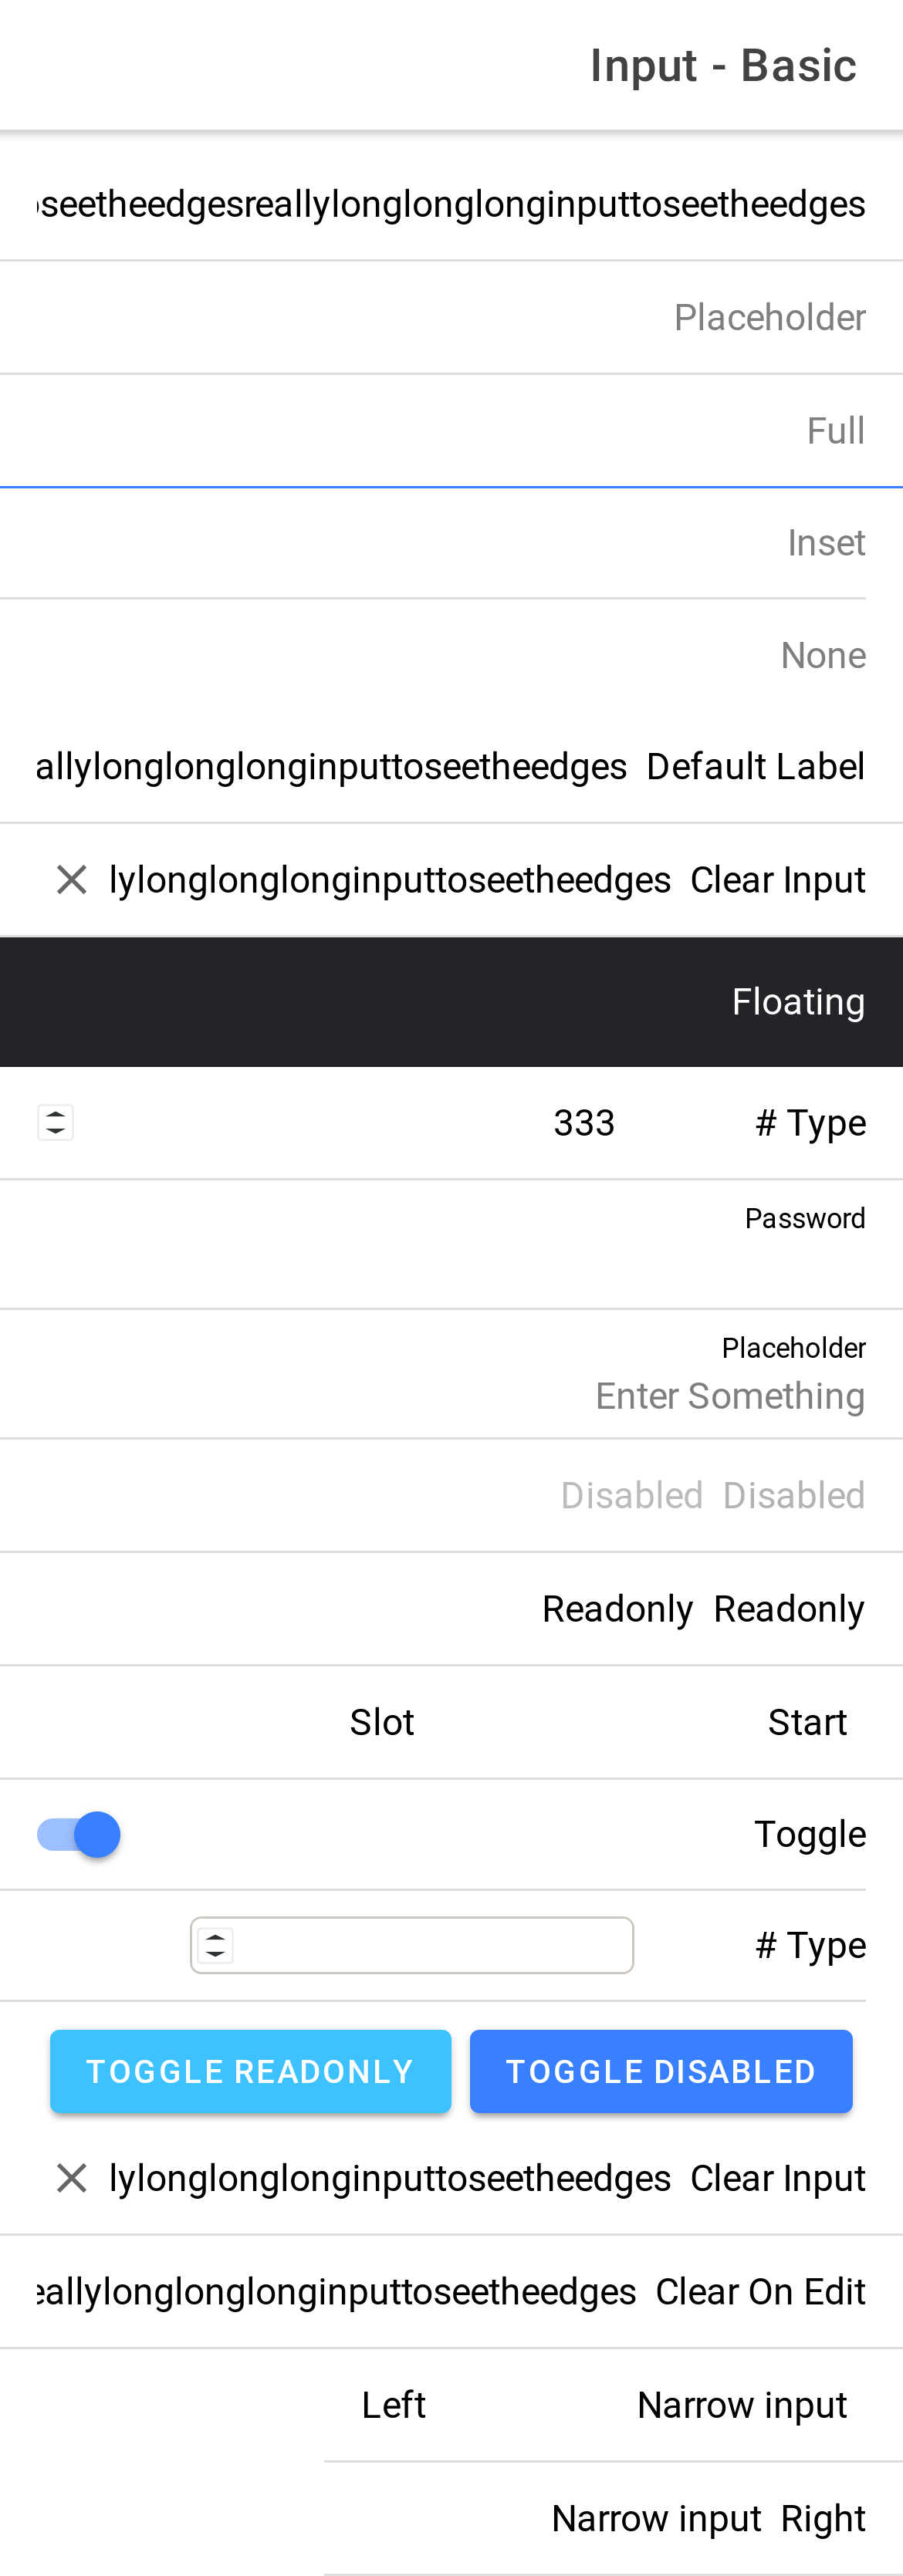 Input - Basic
seetheedgesreallylonglonglonginputtoseetheedges
Placeholder
Full
Inset
None
allylonglonglonginputtoseetheedges Default Label
lylonglonglonginputtoseetheedges Clear Input
Floating
333 # Type
Password
Placeholder
Enter Something
Disabled Disabled
Readonly Readonly
Slot Start
Toggle
# Type
TOGGLE READONLY TOGGLE DISABLED
lylonglonglonginputtoseetheedges Clear Input
eallylonglonglonginputtoseetheedges Clear On Edit
Left Narrow input
Narrow input Right